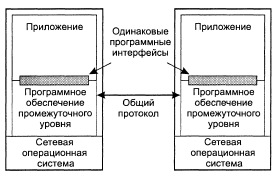 Приложение
Одинаковые
программные
интерфейсы
Приложение
Программное
обеспечение
промежуточного
уровня
Общий
протокол
Программное
обеспечение
промежуточного
уровня
Сетевая
операционная
система
Сетевая
операционная
система